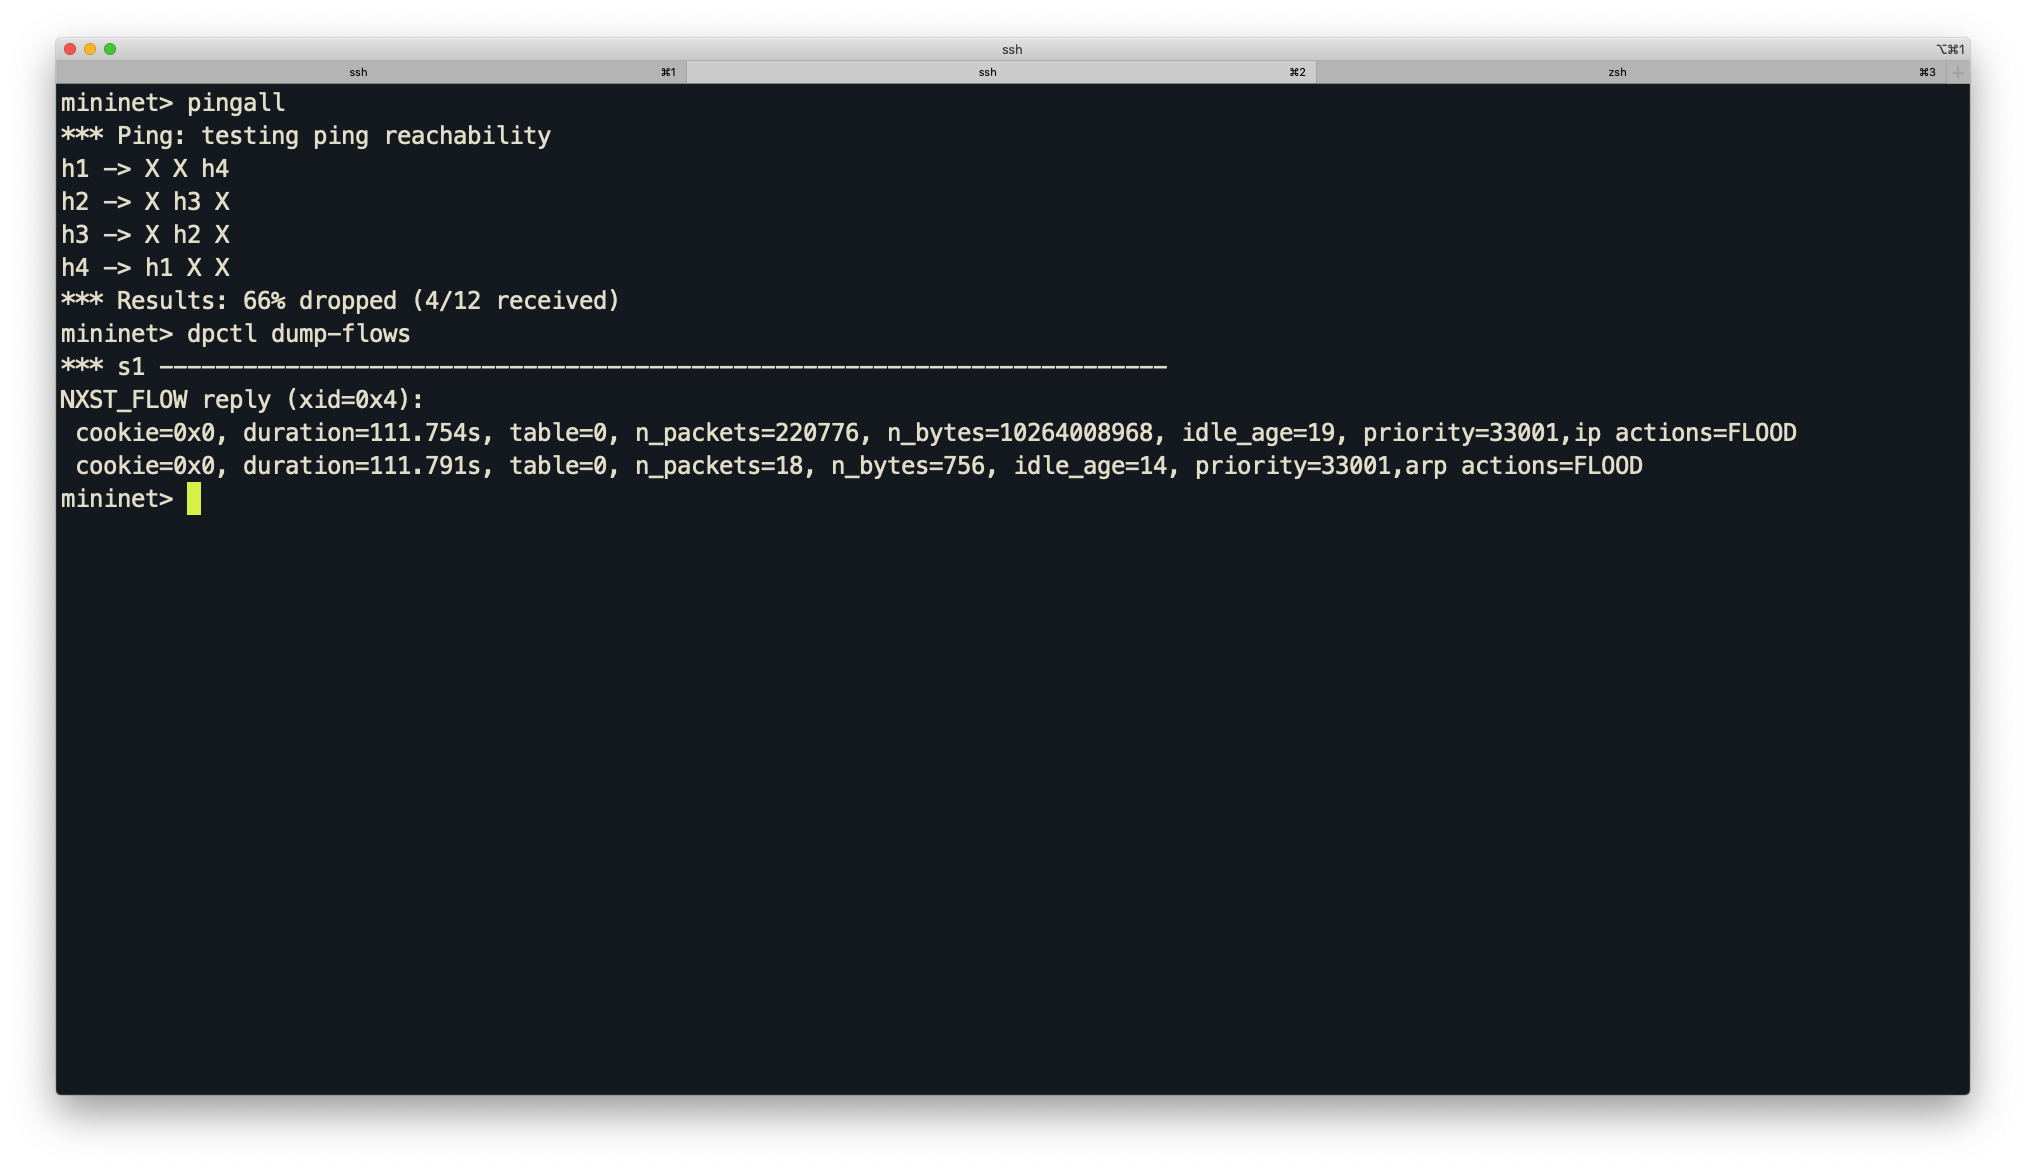 ssh
⌥⌘1
ssh ⌘1 ssh ⌘2 zsh ⌘3 +
mininet> pingall
*** Ping: testing ping reachability
h1 -> X X h4
h2 -> X h3 X
h3 -> X h2 X
h4 -> h1 X X
*** Results: 66% dropped (4/12 received)
mininet> dpctl dump-flows
*** s1 ------------------------------------------------------------------------
NXST_FLOW reply (xid=0x4):
 cookie=0x0, duration=111.754s, table=0, n_packets=220776, n_bytes=10264008968, idle_age=19, priority=33001,ip actions=FLOOD
 cookie=0x0, duration=111.791s, table=0, n_packets=18, n_bytes=756, idle_age=14, priority=33001,arp actions=FLOOD
mininet>